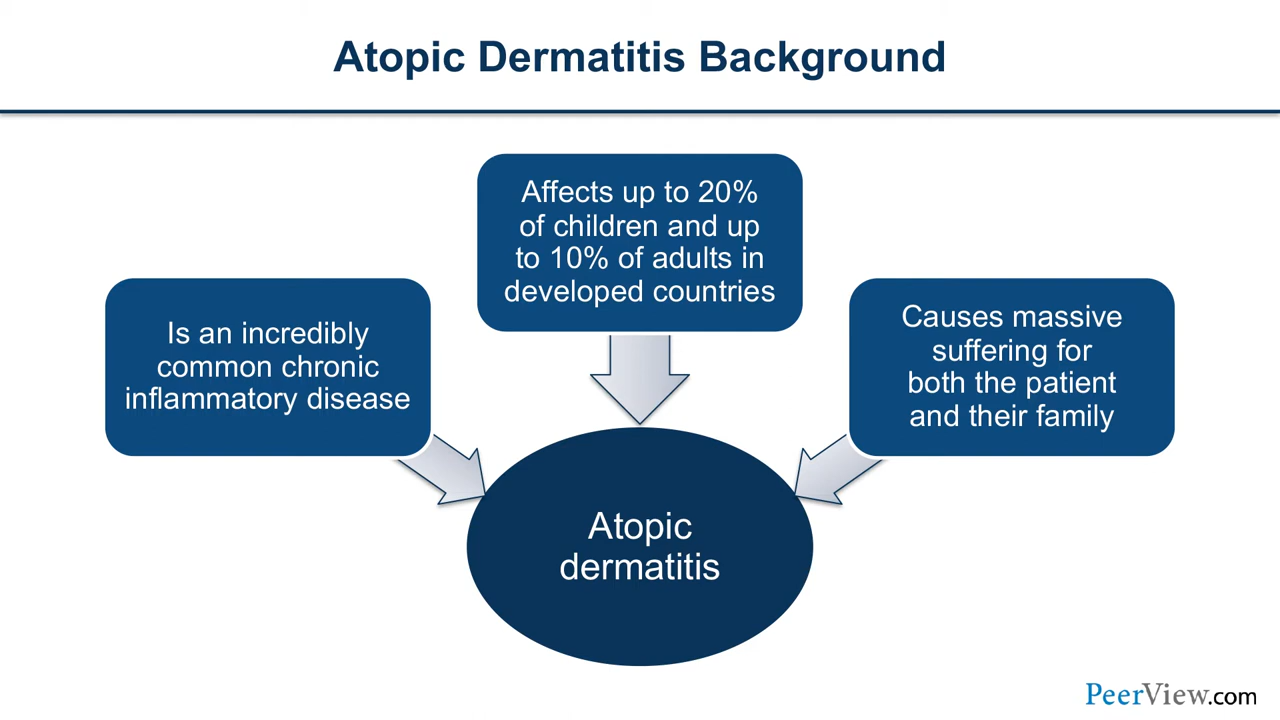 Atopic Dermatitis Background
Affects up to 20%
of children and up
to 10% of adults in
developed countries
Is an incredibly
common chronic
inflammatory disease
Causes massive
suffering for
both the patient
and their family
Atopic
dermatitis
PeerView.com